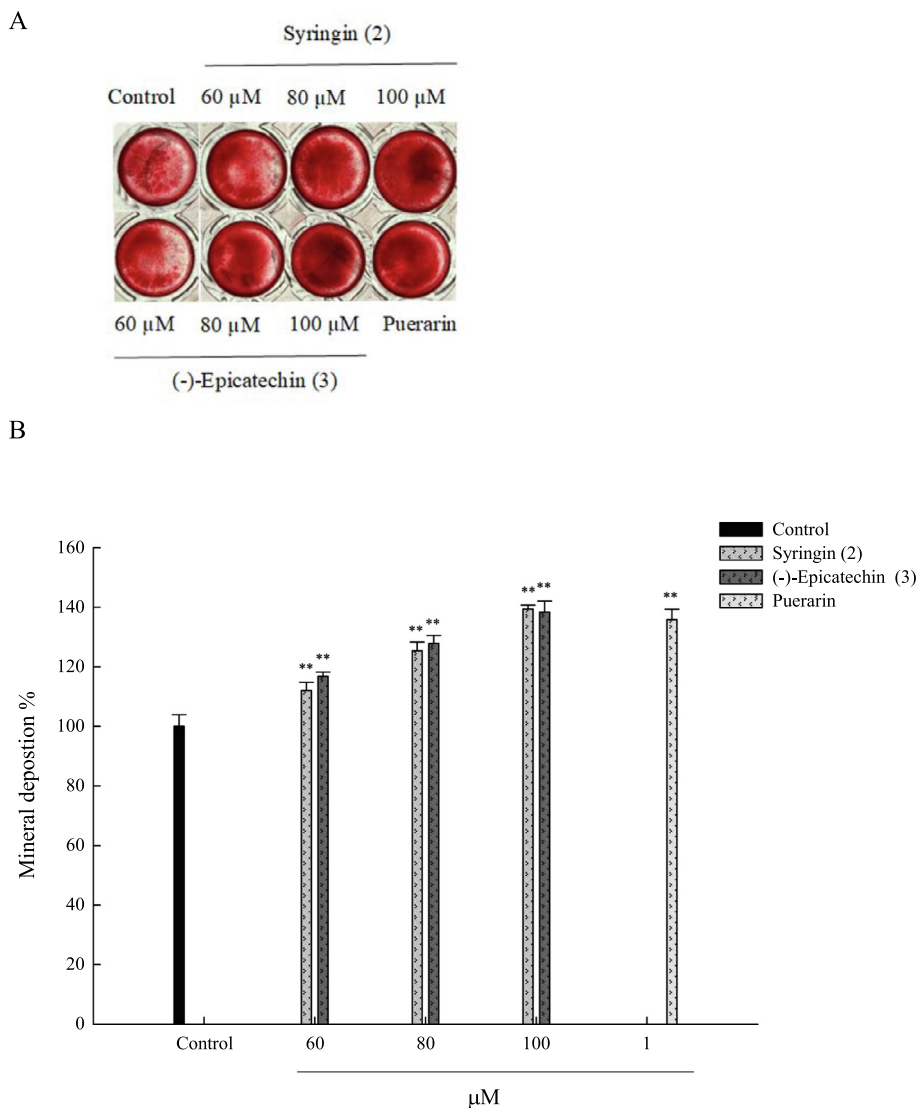 A
Syringin (2)
Control 60 µM 80 µM 100 µM
60 µM 80 µM 100 µM Puerarin
(-)-Epicatechin (3)
B
Control
Syringin (2)
(-)-Epicatechin (3)
Puerarin
Mineral depostion %
160
140
120
100
80
60
40
20
0
** ** ** ** ** ** **
Control 60 80 100 1
µM